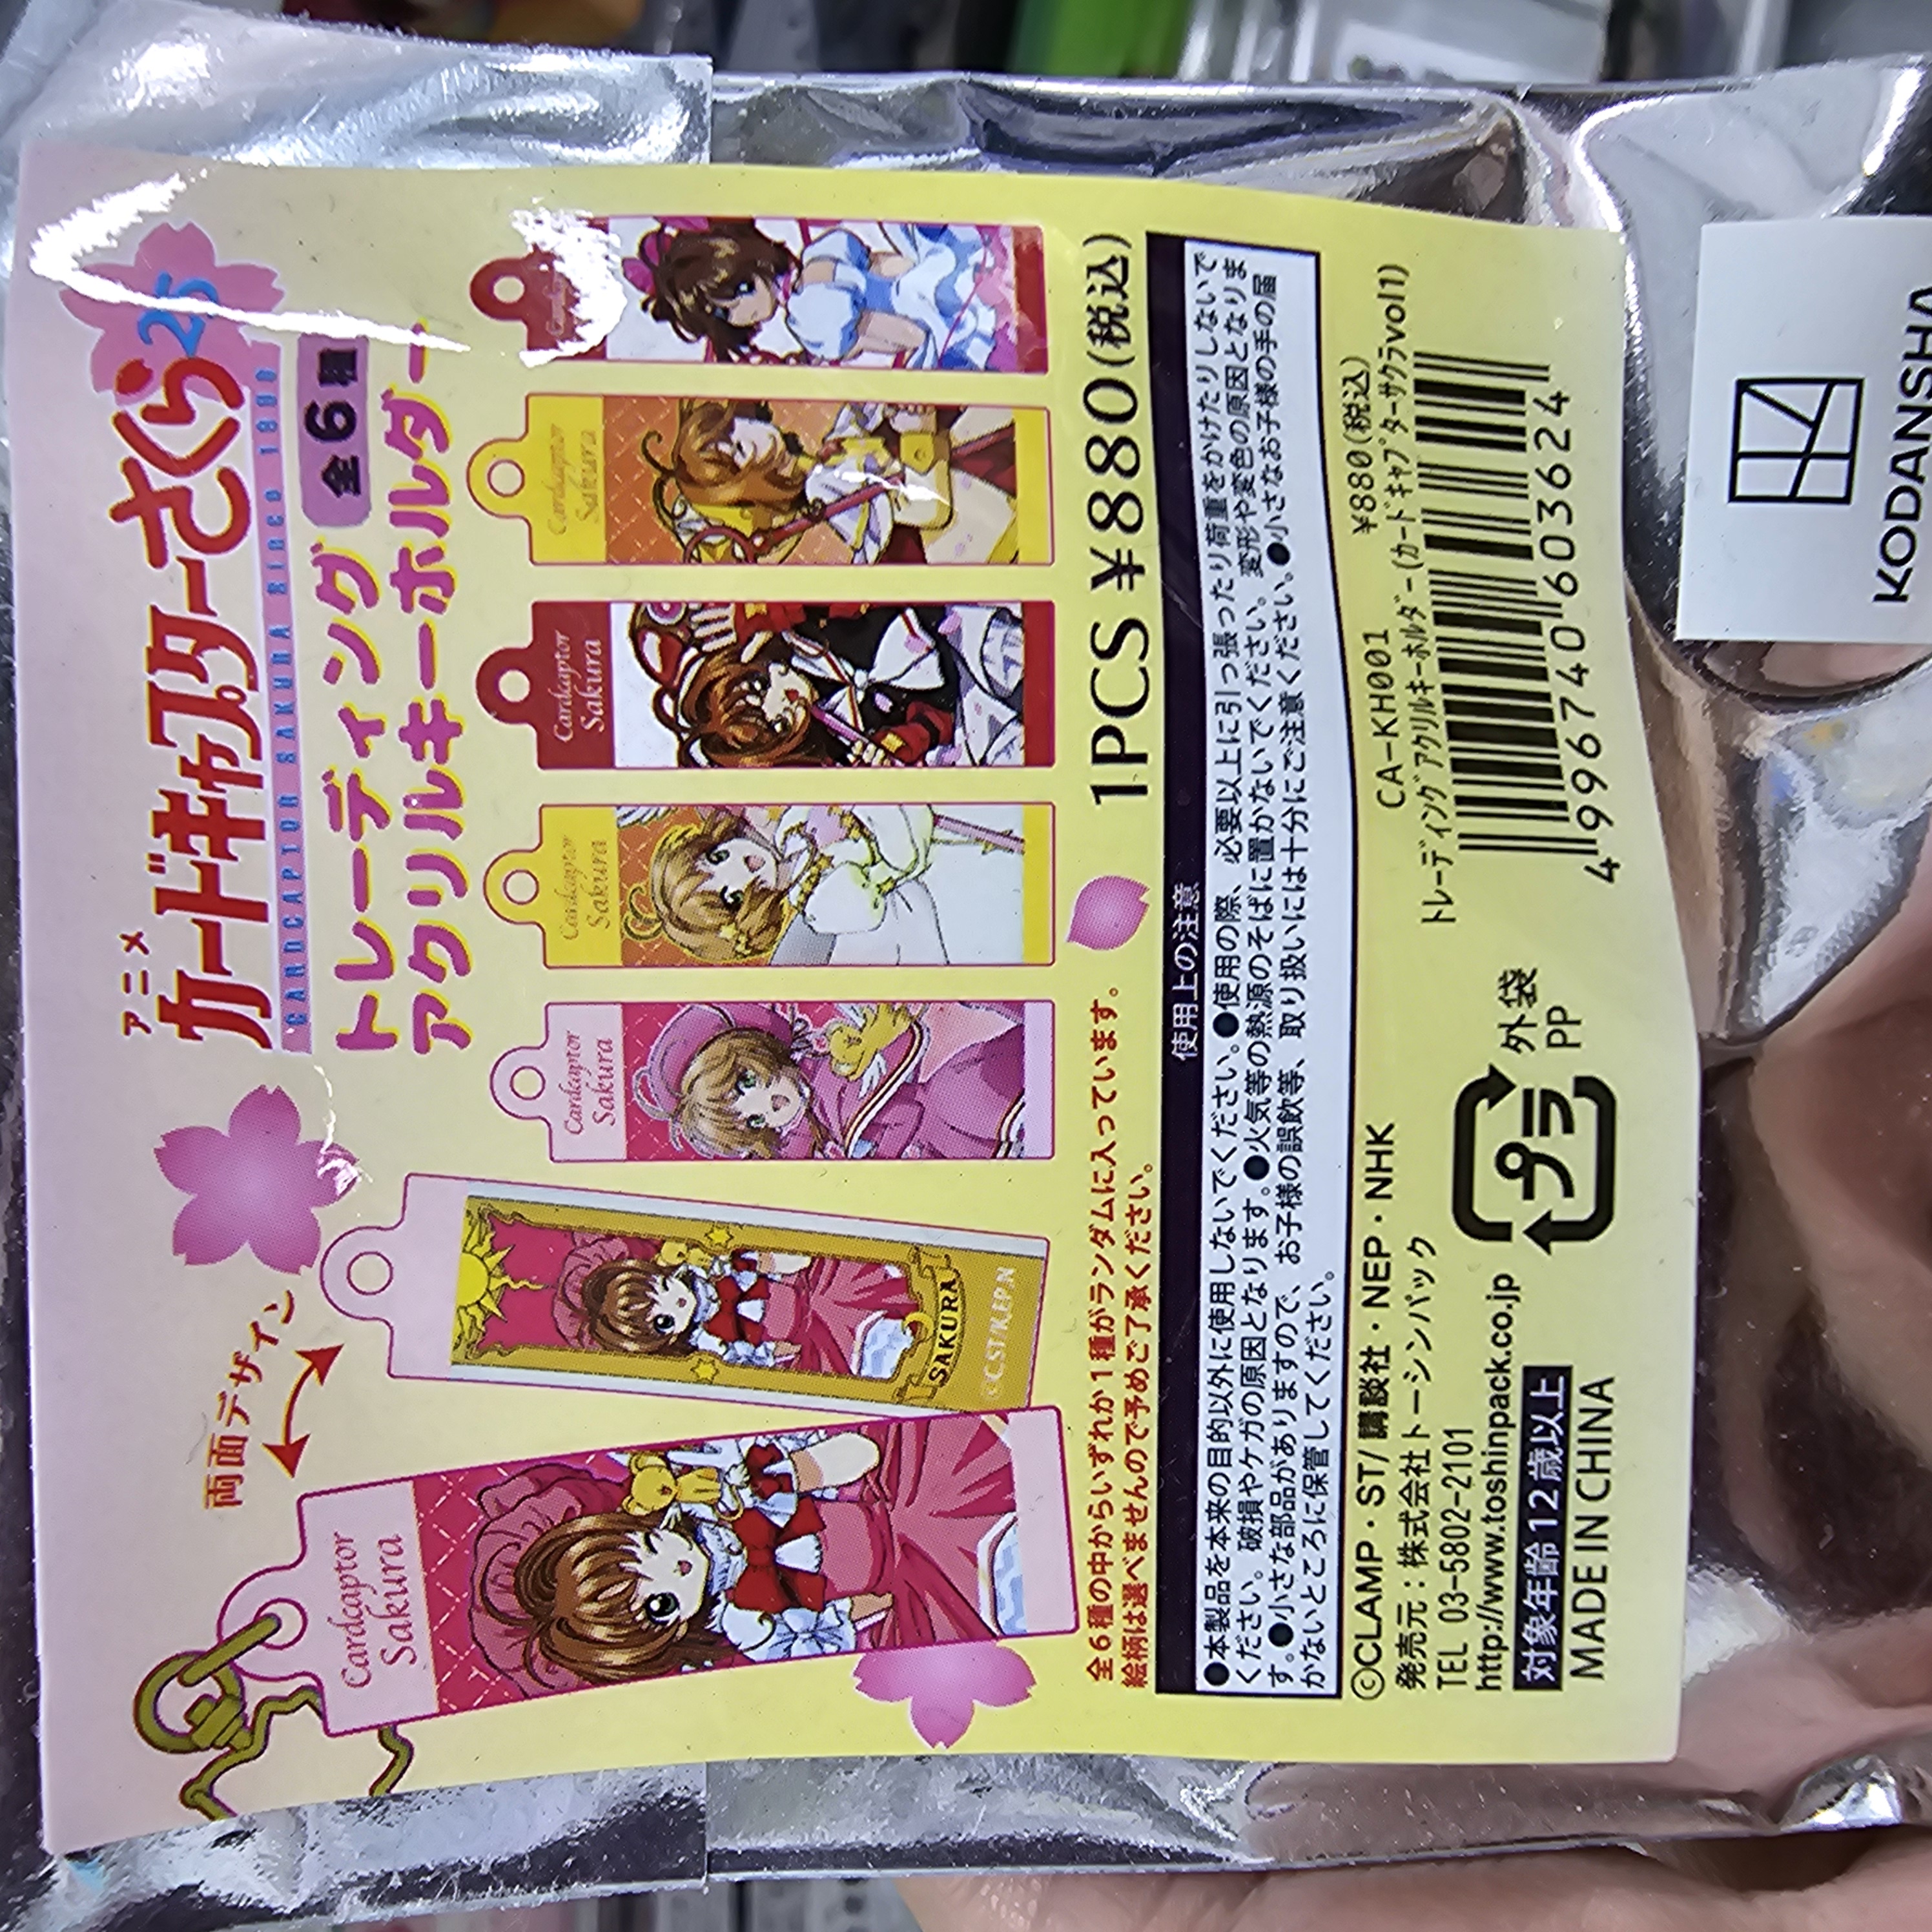 アニメ
カードキャプターさくら
25
CARDCAPTOR SAKURA SINCE 1998
トレーディング 全6種
アクリルキーホルダー
両面デザイン
Cardcaptor
Sakura
SAKURA
©C,ST/K,EP,N
Cardcaptor
Sakura
Cardcaptor
Sakura
Cardcaptor
Sakura
Cardcaptor
Sakura
全6種の中からいずれか1種がランダムに入っています。
絵柄は選べませんので予めご了承ください。
1PCS ¥880(税込)
使用上の注意
●本製品を本来の目的以外に使用しないでください。●使用の際、必要以上に引っ張ったり荷重をかけたりしないで
ください。破損やケガの原因となります。●火気等の熱源のそばに置かないでください。変形や変色の原因となりま
す。●小さな部品がありますので、お子様の誤飲等、取り扱いには十分にご注意ください。●小さなお子様の手の届
かないところに保管してください。
©CLAMP・ST/講談社・NEP・NHK
発売元：株式会社トーシンパック
TEL 03-5802-2101
http://www.toshinpack.co.jp
対象年齢12歳以上
MADE IN CHINA
プラ
外袋
PP
¥880(税込)
CA-KH001
トレーディングアクリルキーホルダー(カードキャプターサクラvol1)
4996740603624
KODANSHA